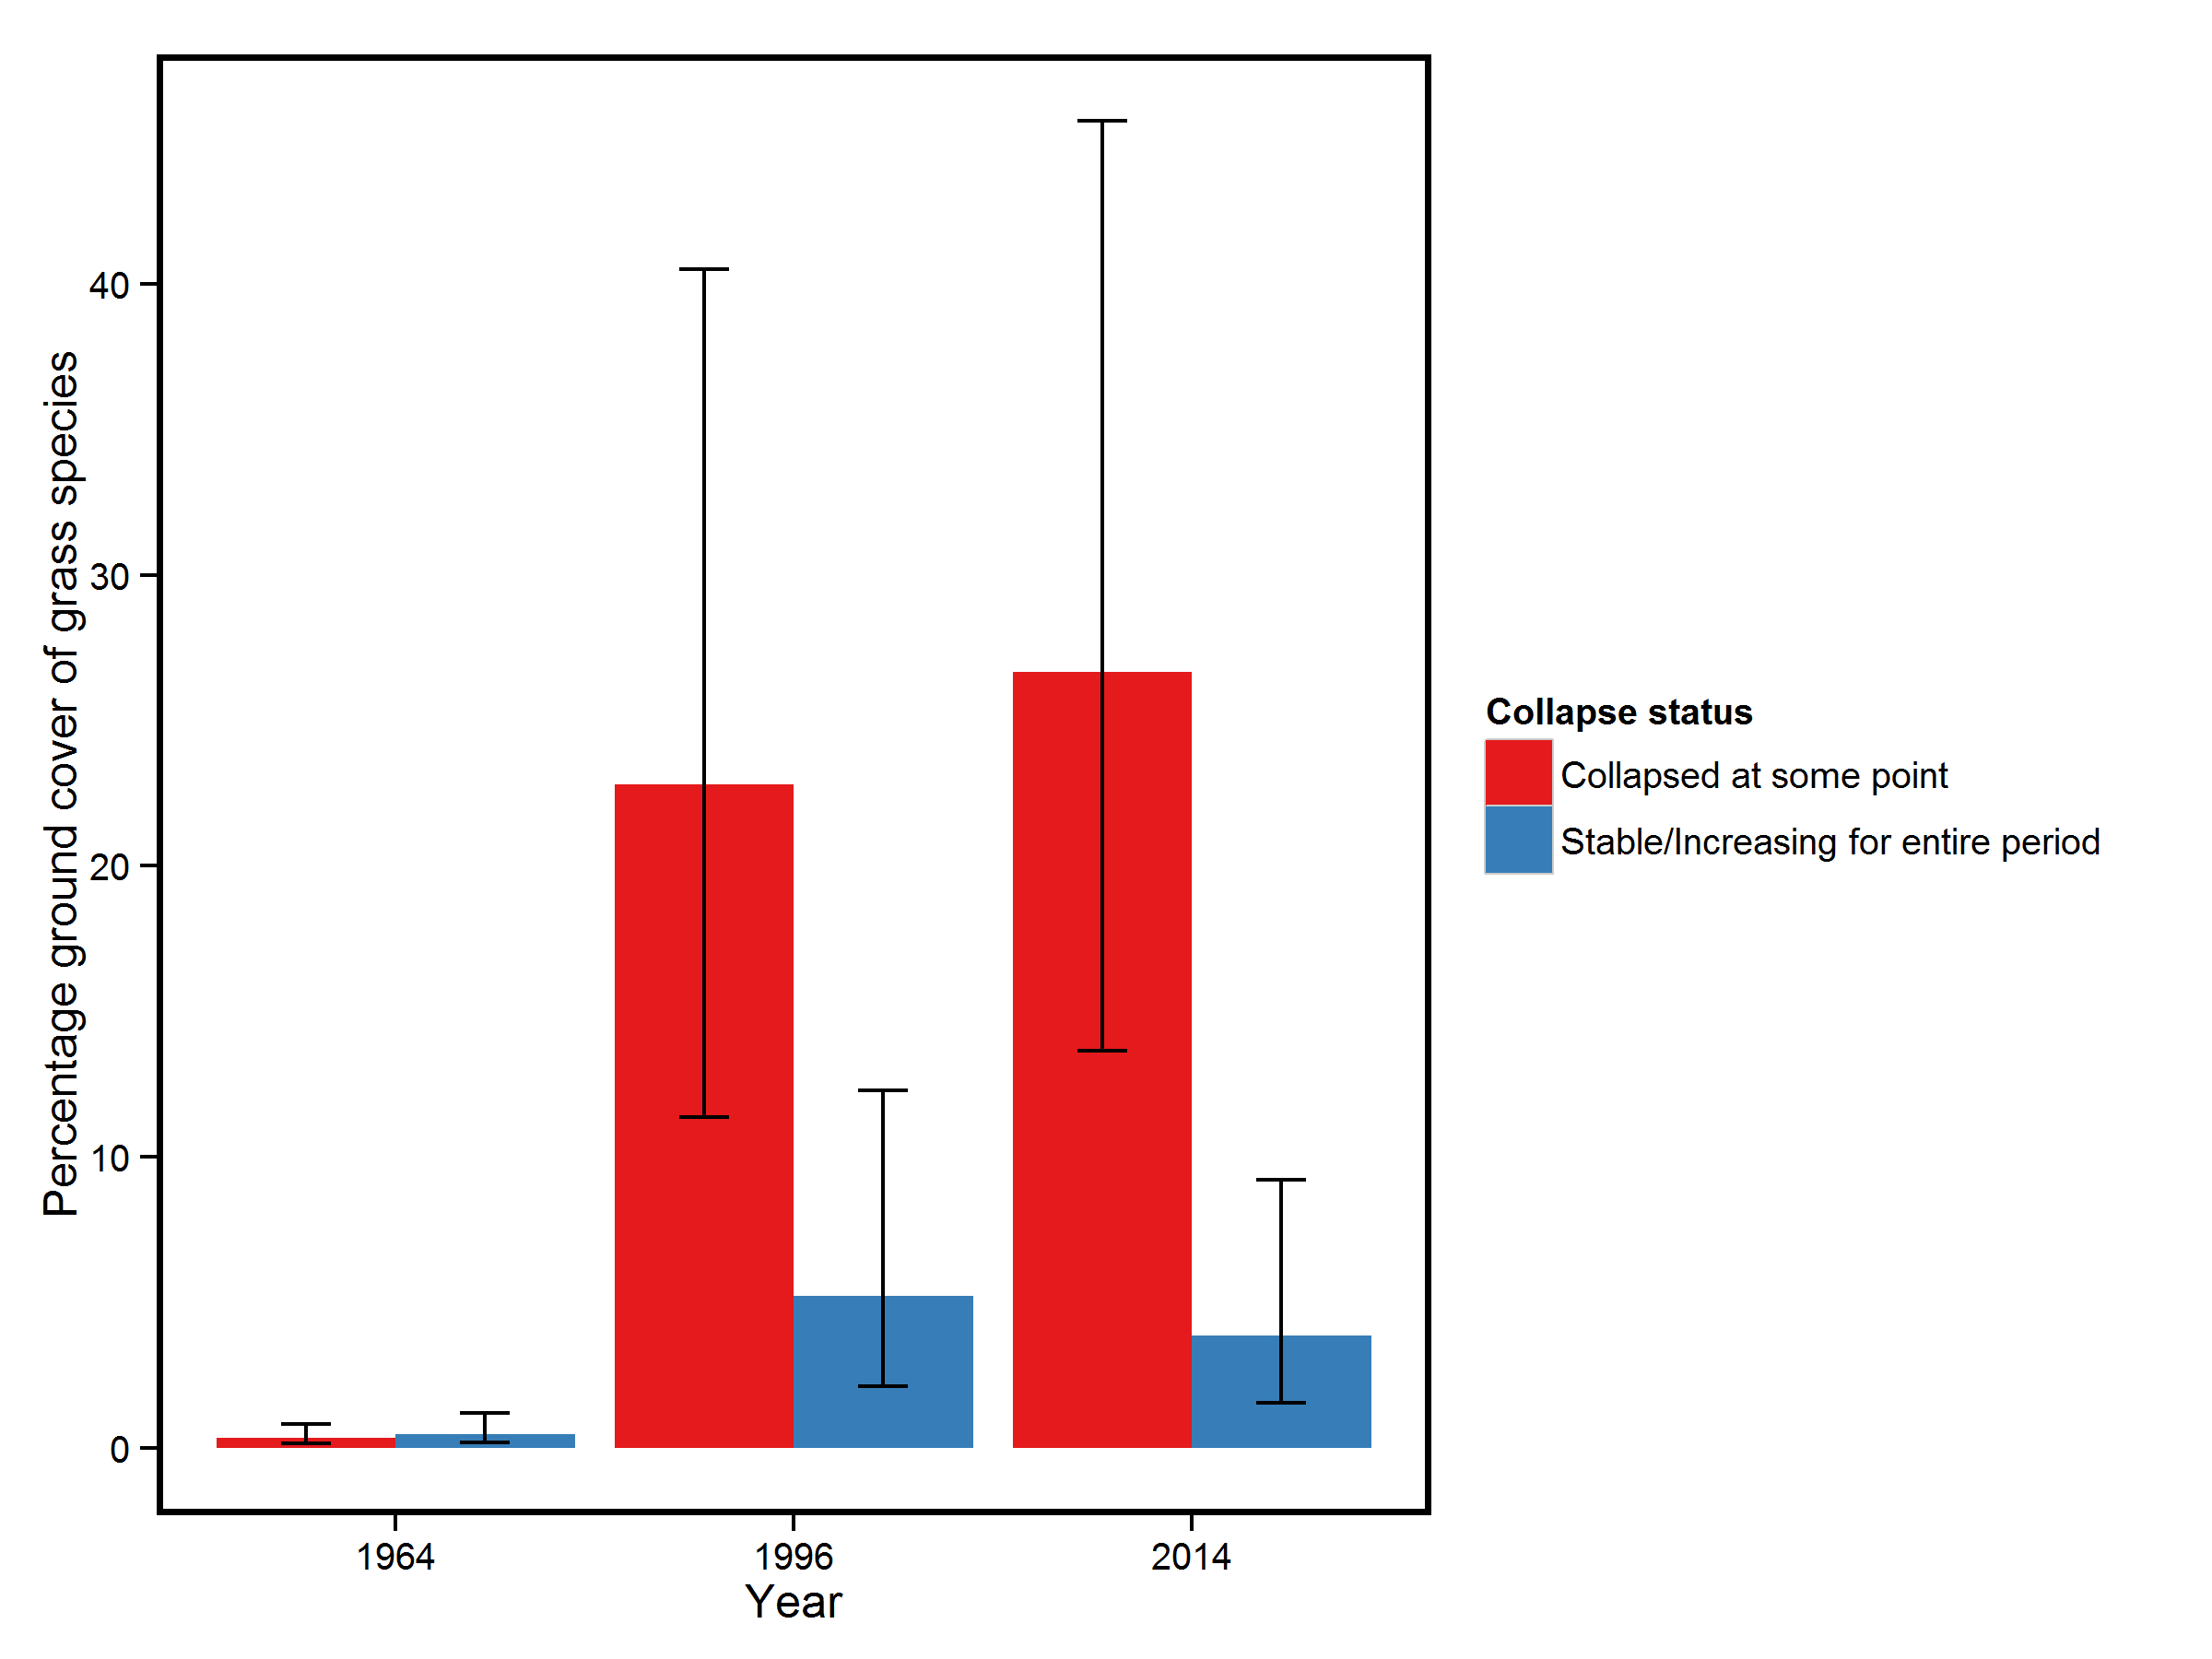 Percentage ground cover of grass species
40
30
20
10
0
1964
1996
2014
Year
Collapse status
Collapsed at some point
Stable/Increasing for entire period